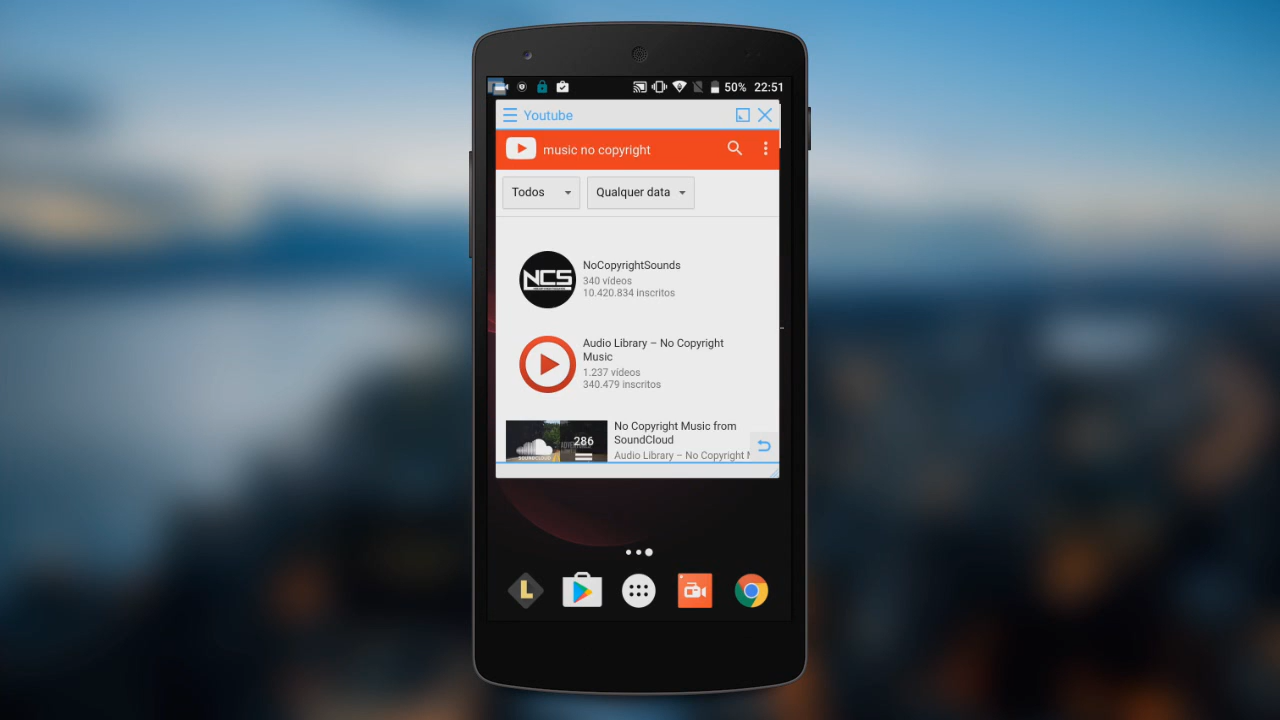 50% 22:51
Youtube
music no copyright
Todos
Qualquer data
NCS
NoCopyrightSounds
340 vídeos
10.420.834 inscritos
Audio Library – No Copyright
Music
1.237 vídeos
340.479 inscritos
286
SOUNDCLOUD
No Copyright Music from
SoundCloud
Audio Library – No Copyright
L